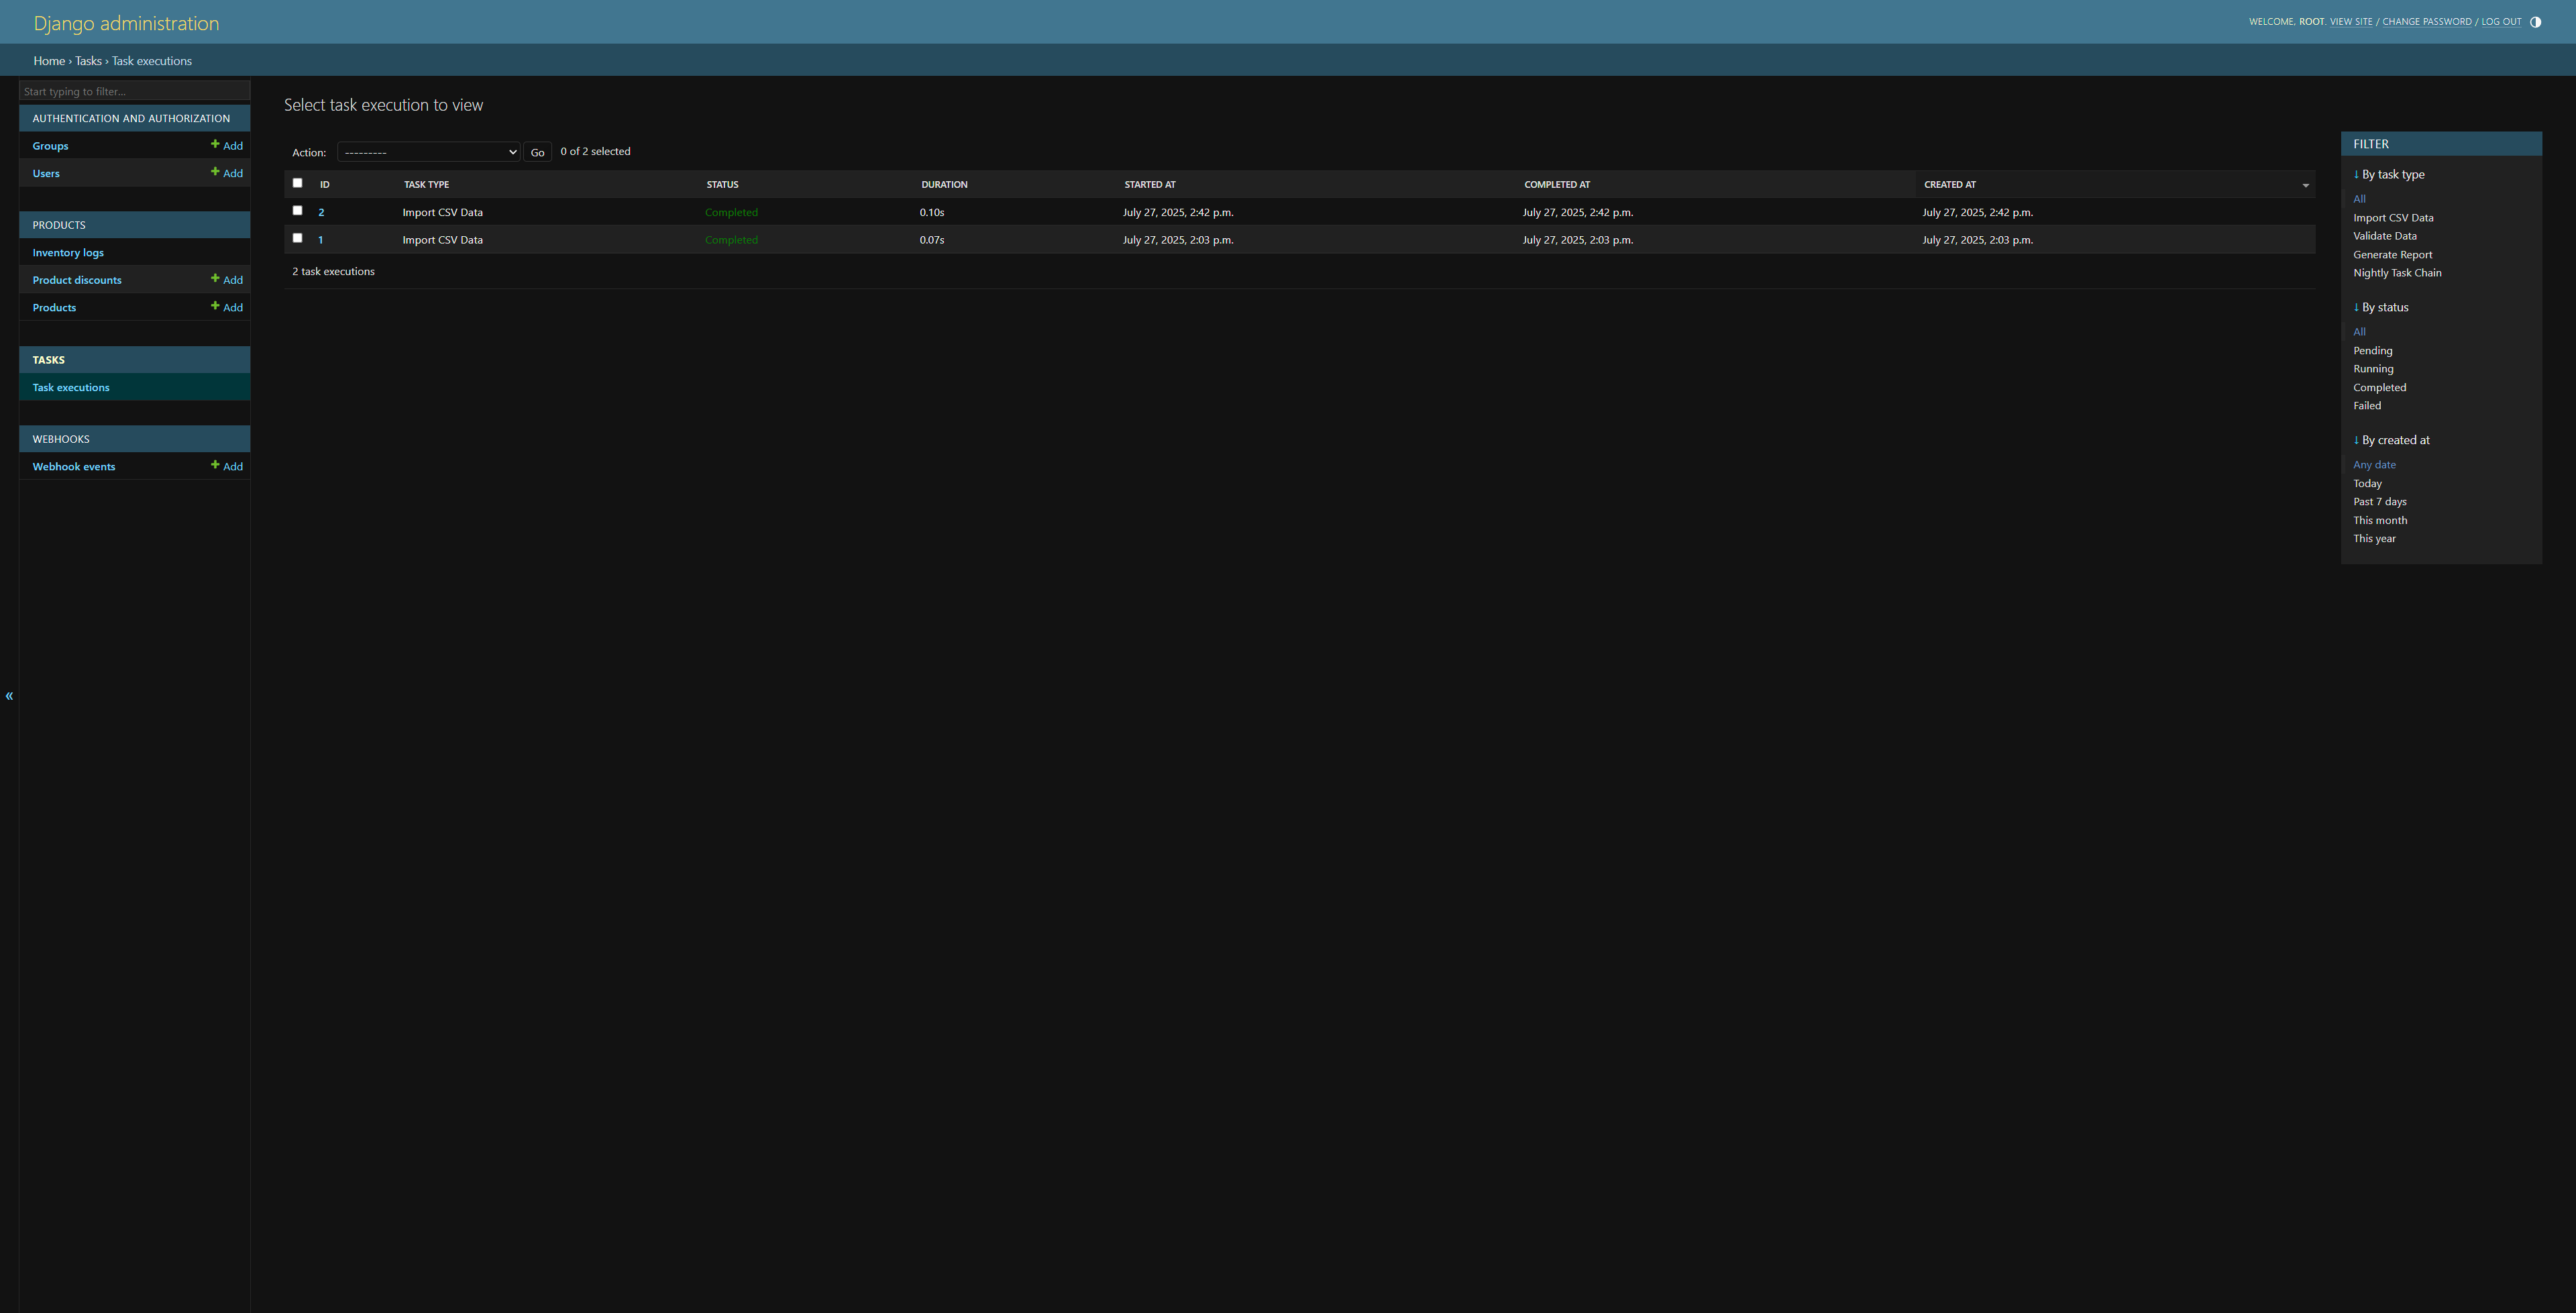 Django administration
WELCOME, ROOT. VIEW SITE / CHANGE PASSWORD / LOG OUT
Home › Tasks › Task executions
Start typing to filter...
AUTHENTICATION AND AUTHORIZATION
Groups + Add
Users + Add
PRODUCTS
Inventory logs
Product discounts + Add
Products + Add
TASKS
Task executions
WEBHOOKS
Webhook events + Add
«
Select task execution to view
Action: --------- Go 0 of 2 selected
ID TASK TYPE STATUS DURATION STARTED AT COMPLETED AT CREATED AT
2 Import CSV Data Completed 0.10s July 27, 2025, 2:42 p.m. July 27, 2025, 2:42 p.m. July 27, 2025, 2:42 p.m.
1 Import CSV Data Completed 0.07s July 27, 2025, 2:03 p.m. July 27, 2025, 2:03 p.m. July 27, 2025, 2:03 p.m.
2 task executions
FILTER
↓ By task type
All
Import CSV Data
Validate Data
Generate Report
Nightly Task Chain
↓ By status
All
Pending
Running
Completed
Failed
↓ By created at
Any date
Today
Past 7 days
This month
This year